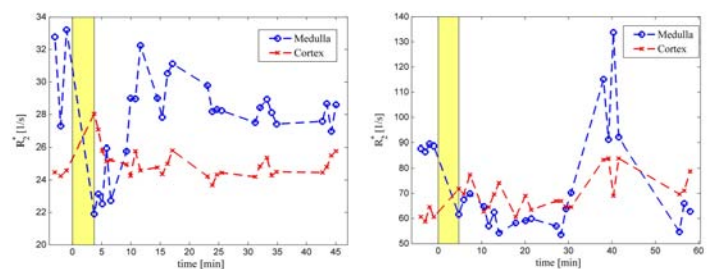 34
32
30
28
26
24
22
20
R₂* [1/s]
0 5 10 15 20 25 30 35 40 45
time [min]
Medulla
Cortex
140
130
120
110
100
90
80
70
60
50
R₂* [1/s]
0 10 20 30 40 50 60
time [min]
Medulla
Cortex